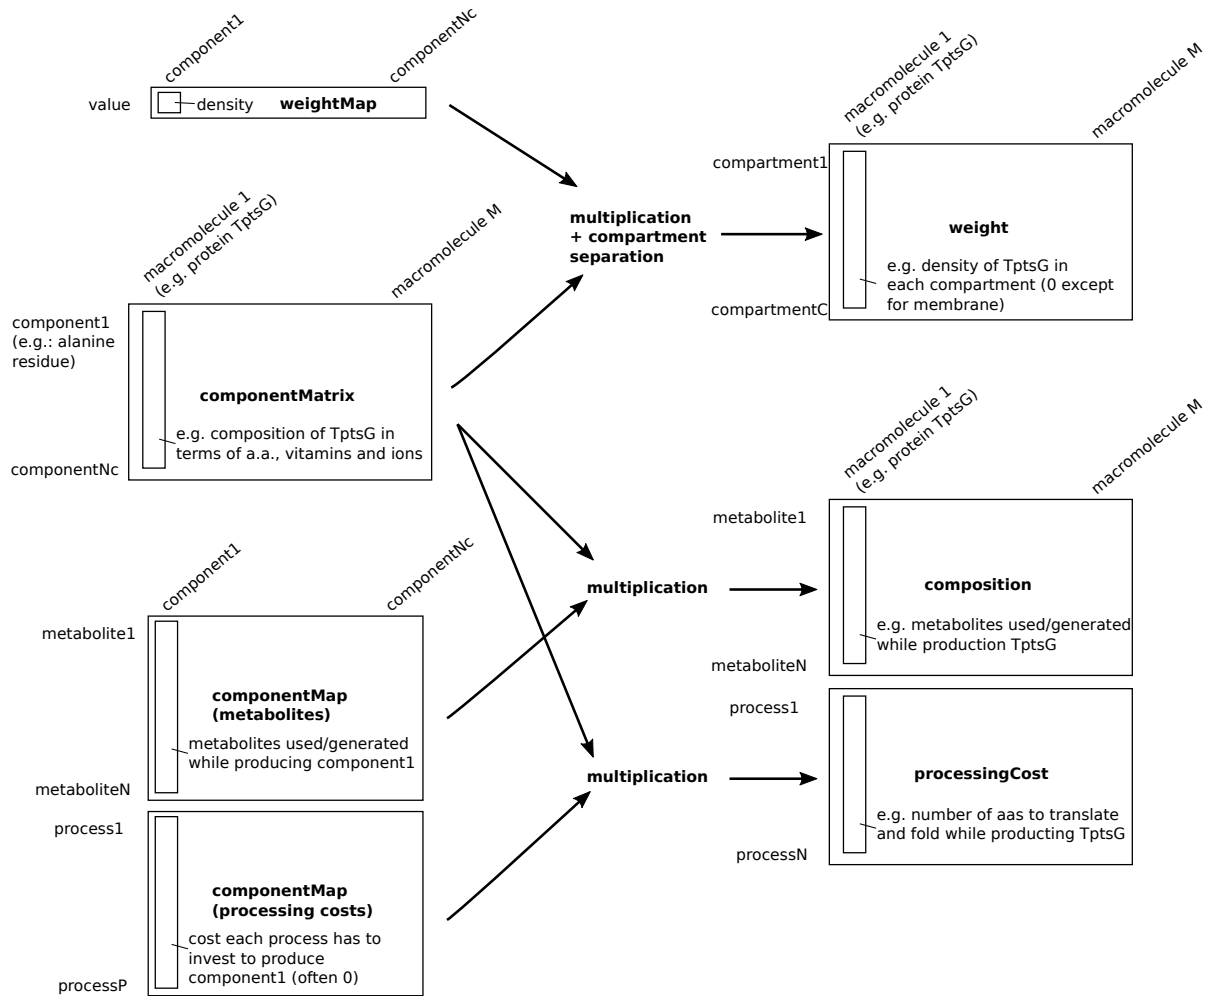 component1
componentNc
value
density
weightMap
macromolecule 1
(e.g. protein TptsG)
macromolecule M
component1
(e.g.: alanine
residue)
componentNc
componentMatrix
e.g. composition of TptsG in
terms of a.a., vitamins and ions
component1
componentNc
metabolite1
metaboliteN
componentMap
(metabolites)
metabolites used/generated
while producing component1
process1
processP
componentMap
(processing costs)
cost each process has to
invest to produce
component1 (often 0)
multiplication
+ compartment
separation
multiplication
multiplication
macromolecule 1
(e.g. protein TptsG)
macromolecule M
compartment1
compartmentC
weight
e.g. density of TptsG in
each compartment (0 except
for membrane)
macromolecule 1
(e.g. protein TptsG)
macromolecule M
metabolite1
metaboliteN
composition
e.g. metabolites used/generated
while production TptsG
process1
processN
processingCost
e.g. number of aas to translate
and fold while producting TptsG